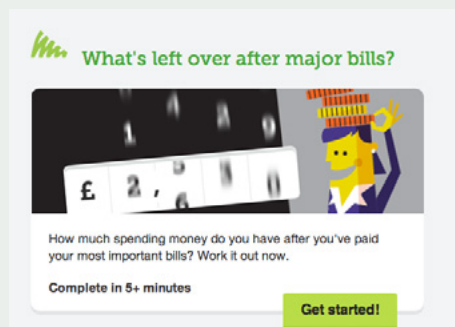 What's left over after major bills?
£ 2,
How much spending money do you have after you've paid
your most important bills? Work it out now.
Complete in 5+ minutes
Get started!